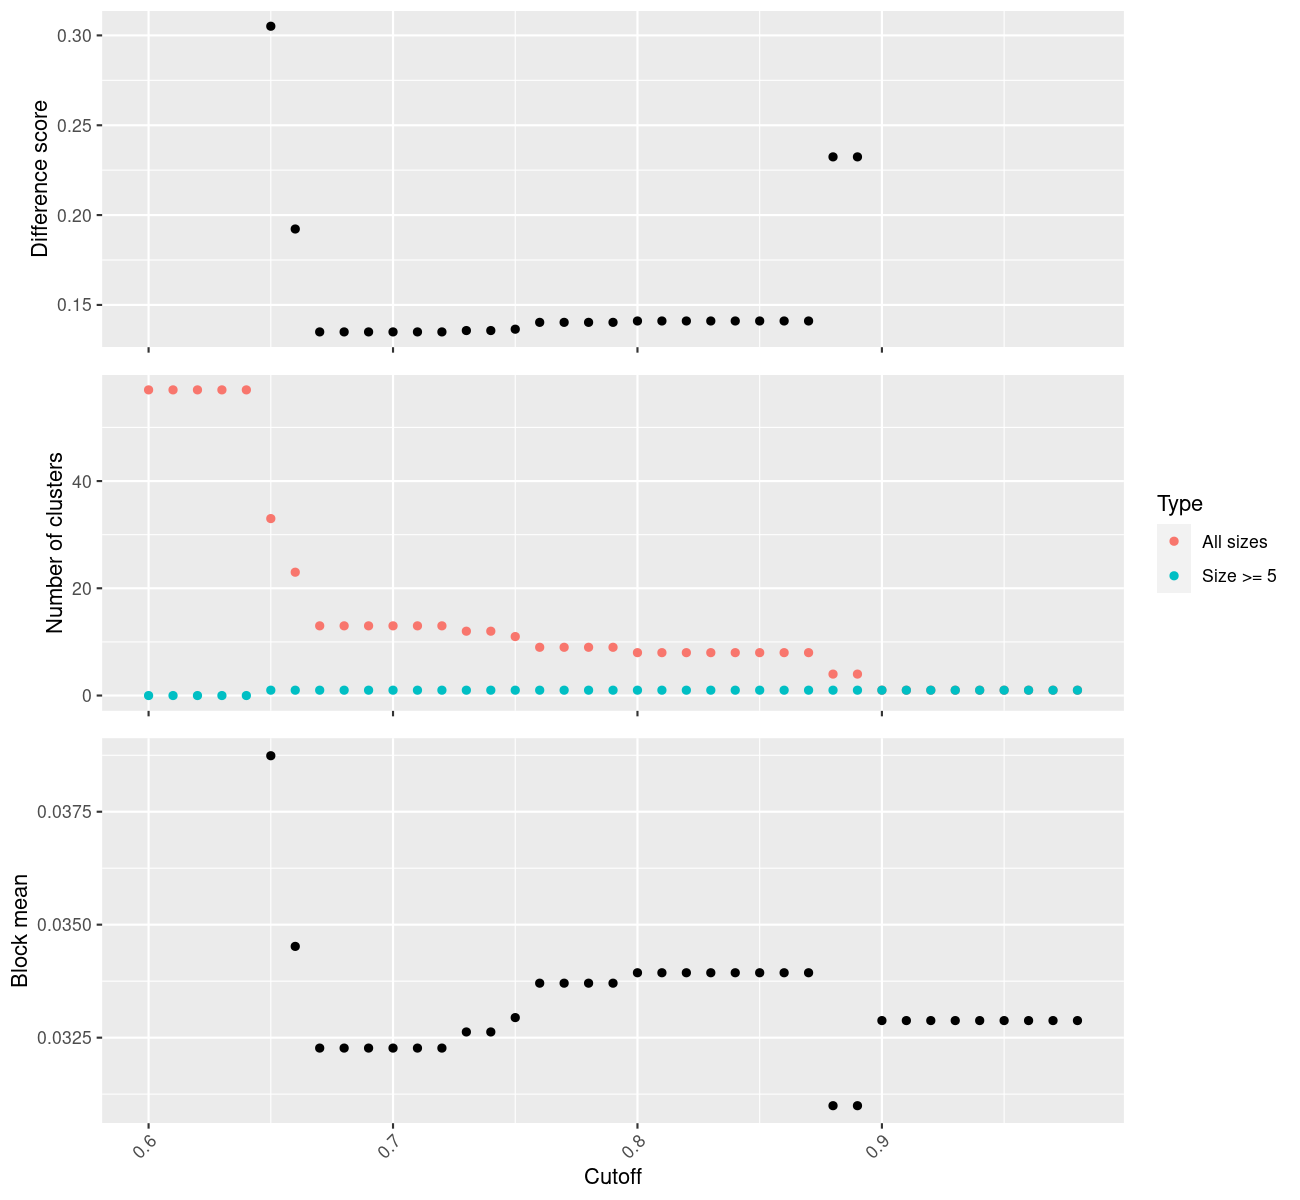 Difference score
0.30
0.25
0.20
0.15
Number of clusters
40
20
0
Type
All sizes
Size >= 5
Block mean
0.0375
0.0350
0.0325
0.6
0.7
0.8
0.9
Cutoff